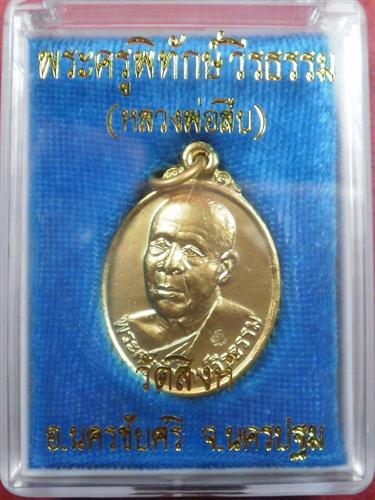 พระครูพิทักษ์วีรธรรม
(หลวงพ่อสืบ)
วัดสิงห์
อ.นครชัยศรี จ.นครปฐม